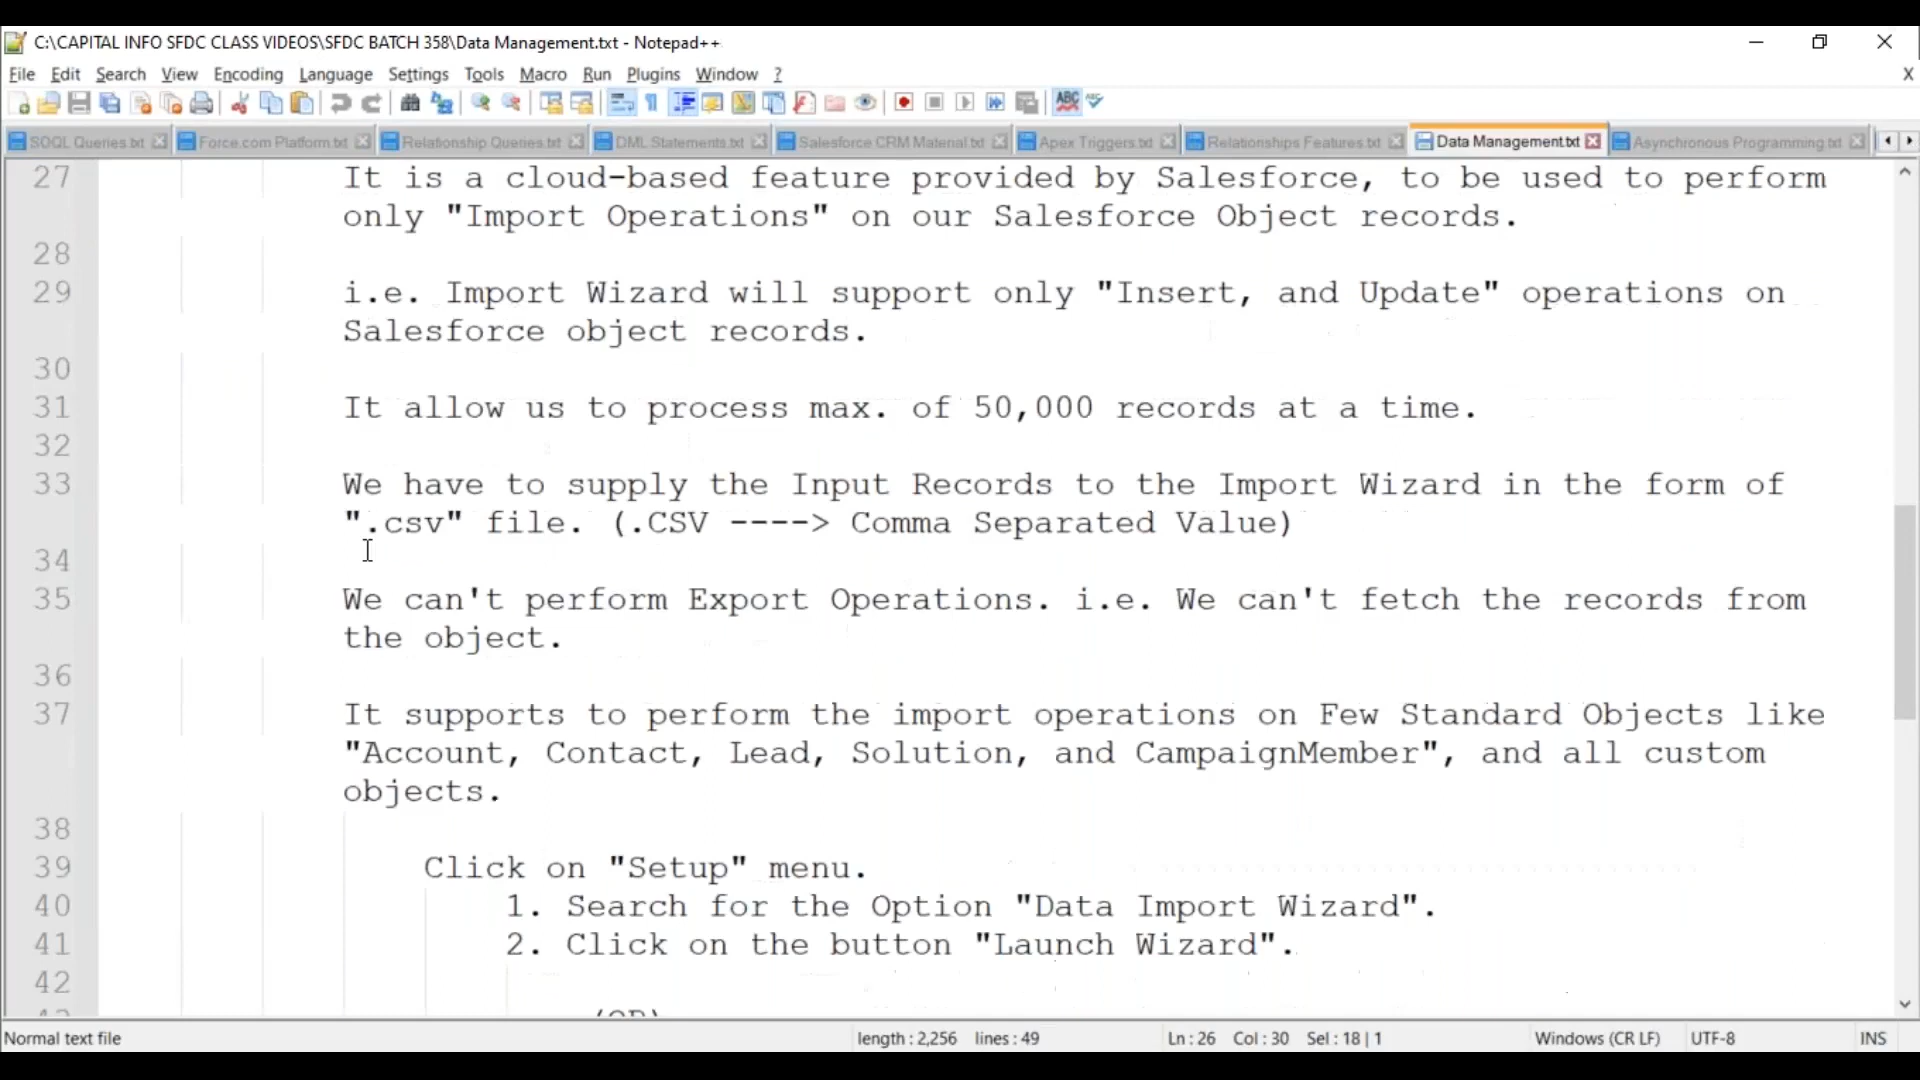 C:\CAPITAL INFO SFDC CLASS VIDEOS\SFDC BATCH 358\Data Management.txt - Notepad++
File Edit Search View Encoding Language Settings Tools Macro Run Plugins Window ? X
SOQL Queries.txt Force.com Platform.txt Relationship Queries.txt DML Statements.txt Salesforce CRM Material.txt Apex Triggers.txt Relationships Features.txt Data Management.txt Asynchronous Programming.txt
27 It is a cloud-based feature provided by Salesforce, to be used to perform
only "Import Operations" on our Salesforce Object records.
28
29 i.e. Import Wizard will support only "Insert, and Update" operations on
Salesforce object records.
30
31 It allow us to process max. of 50,000 records at a time.
32
33 We have to supply the Input Records to the Import Wizard in the form of
".csv" file. (.CSV ----> Comma Separated Value)
34
35 We can't perform Export Operations. i.e. We can't fetch the records from
the object.
36
37 It supports to perform the import operations on Few Standard Objects like
"Account, Contact, Lead, Solution, and CampaignMember", and all custom
objects.
38
39 Click on "Setup" menu.
40 1. Search for the Option "Data Import Wizard".
41 2. Click on the button "Launch Wizard".
42
43 (OR)
Normal text file length : 2,256 lines : 49 Ln : 26 Col : 30 Sel : 18 | 1 Windows (CR LF) UTF-8 INS